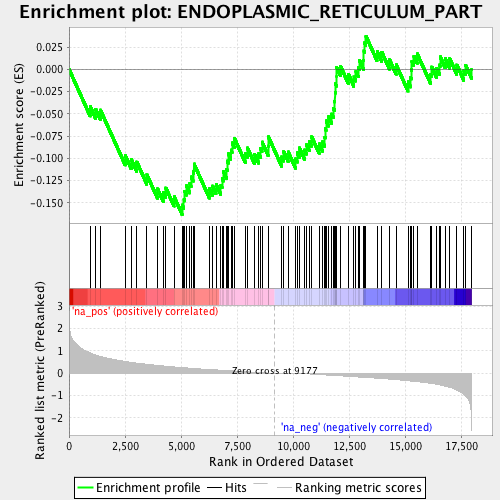 Enrichment plot: ENDOPLASMIC_RETICULUM_PART
Enrichment score (ES)
0.025
0.000
-0.025
-0.050
-0.075
-0.100
-0.125
-0.150
'na_pos' (positively correlated)
Ranked list metric (PreRanked)
3
2
1
0
-1
-2
Zero cross at 9177
'na_neg' (negatively correlated)
0
2,500
5,000
7,500
10,000
12,500
15,000
17,500
Rank in Ordered Dataset
Enrichment profile
Hits
Ranking metric scores